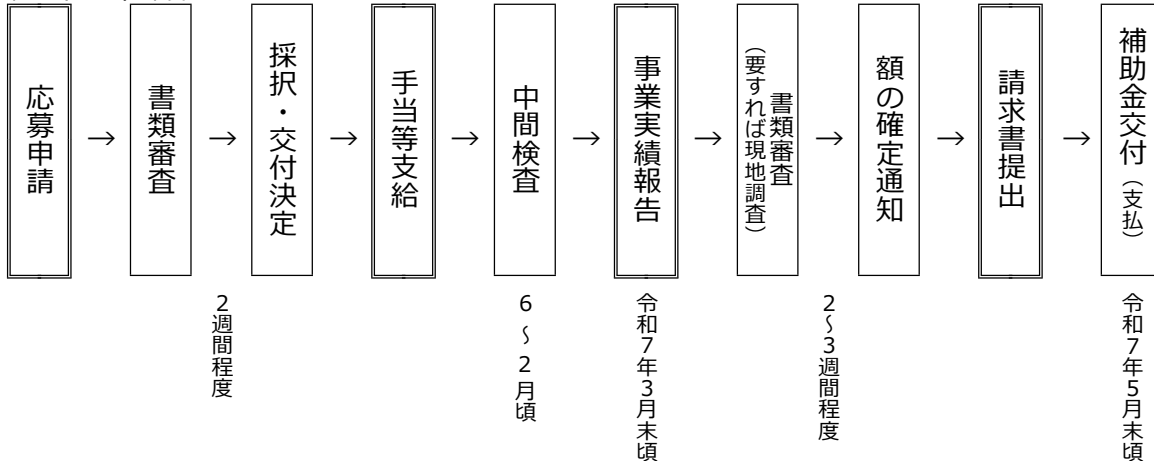 応募申請
→
書類審査
→
採択・交付決定
→
手当等支給
→
中間検査
→
事業実績報告
→
書類審査
（要すれば現地調査）
→
額の確定通知
→
請求書提出
→
補助金交付（支払）
2週間程度
6～2月頃
令和7年3月末頃
2～3週間程度
令和7年5月末頃